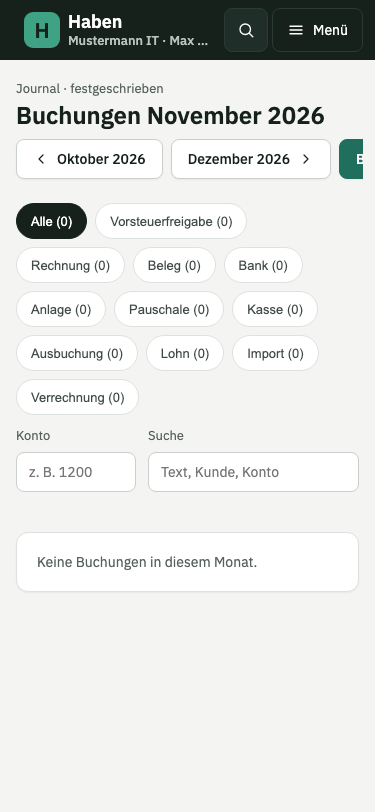 H Haben
Mustermann IT · Max ...
Menü
Journal · festgeschrieben
Buchungen November 2026
Oktober 2026 Dezember 2026
Alle (0) Vorsteuerfreigabe (0)
Rechnung (0) Beleg (0) Bank (0)
Anlage (0) Pauschale (0) Kasse (0)
Ausbuchung (0) Lohn (0) Import (0)
Verrechnung (0)
Konto Suche
z. B. 1200 Text, Kunde, Konto
Keine Buchungen in diesem Monat.